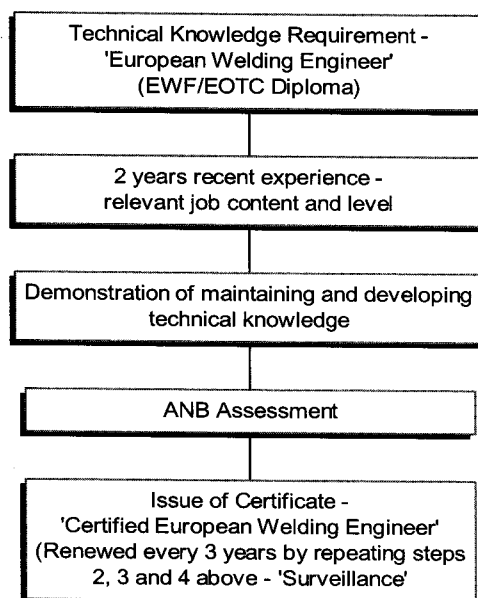 Technical Knowledge Requirement -
'European Welding Engineer'
(EWF/EOTC Diploma)
2 years recent experience -
relevant job content and level
Demonstration of maintaining and developing
technical knowledge
ANB Assessment
Issue of Certificate -
'Certified European Welding Engineer'
(Renewed every 3 years by repeating steps
2, 3 and 4 above - 'Surveillance'